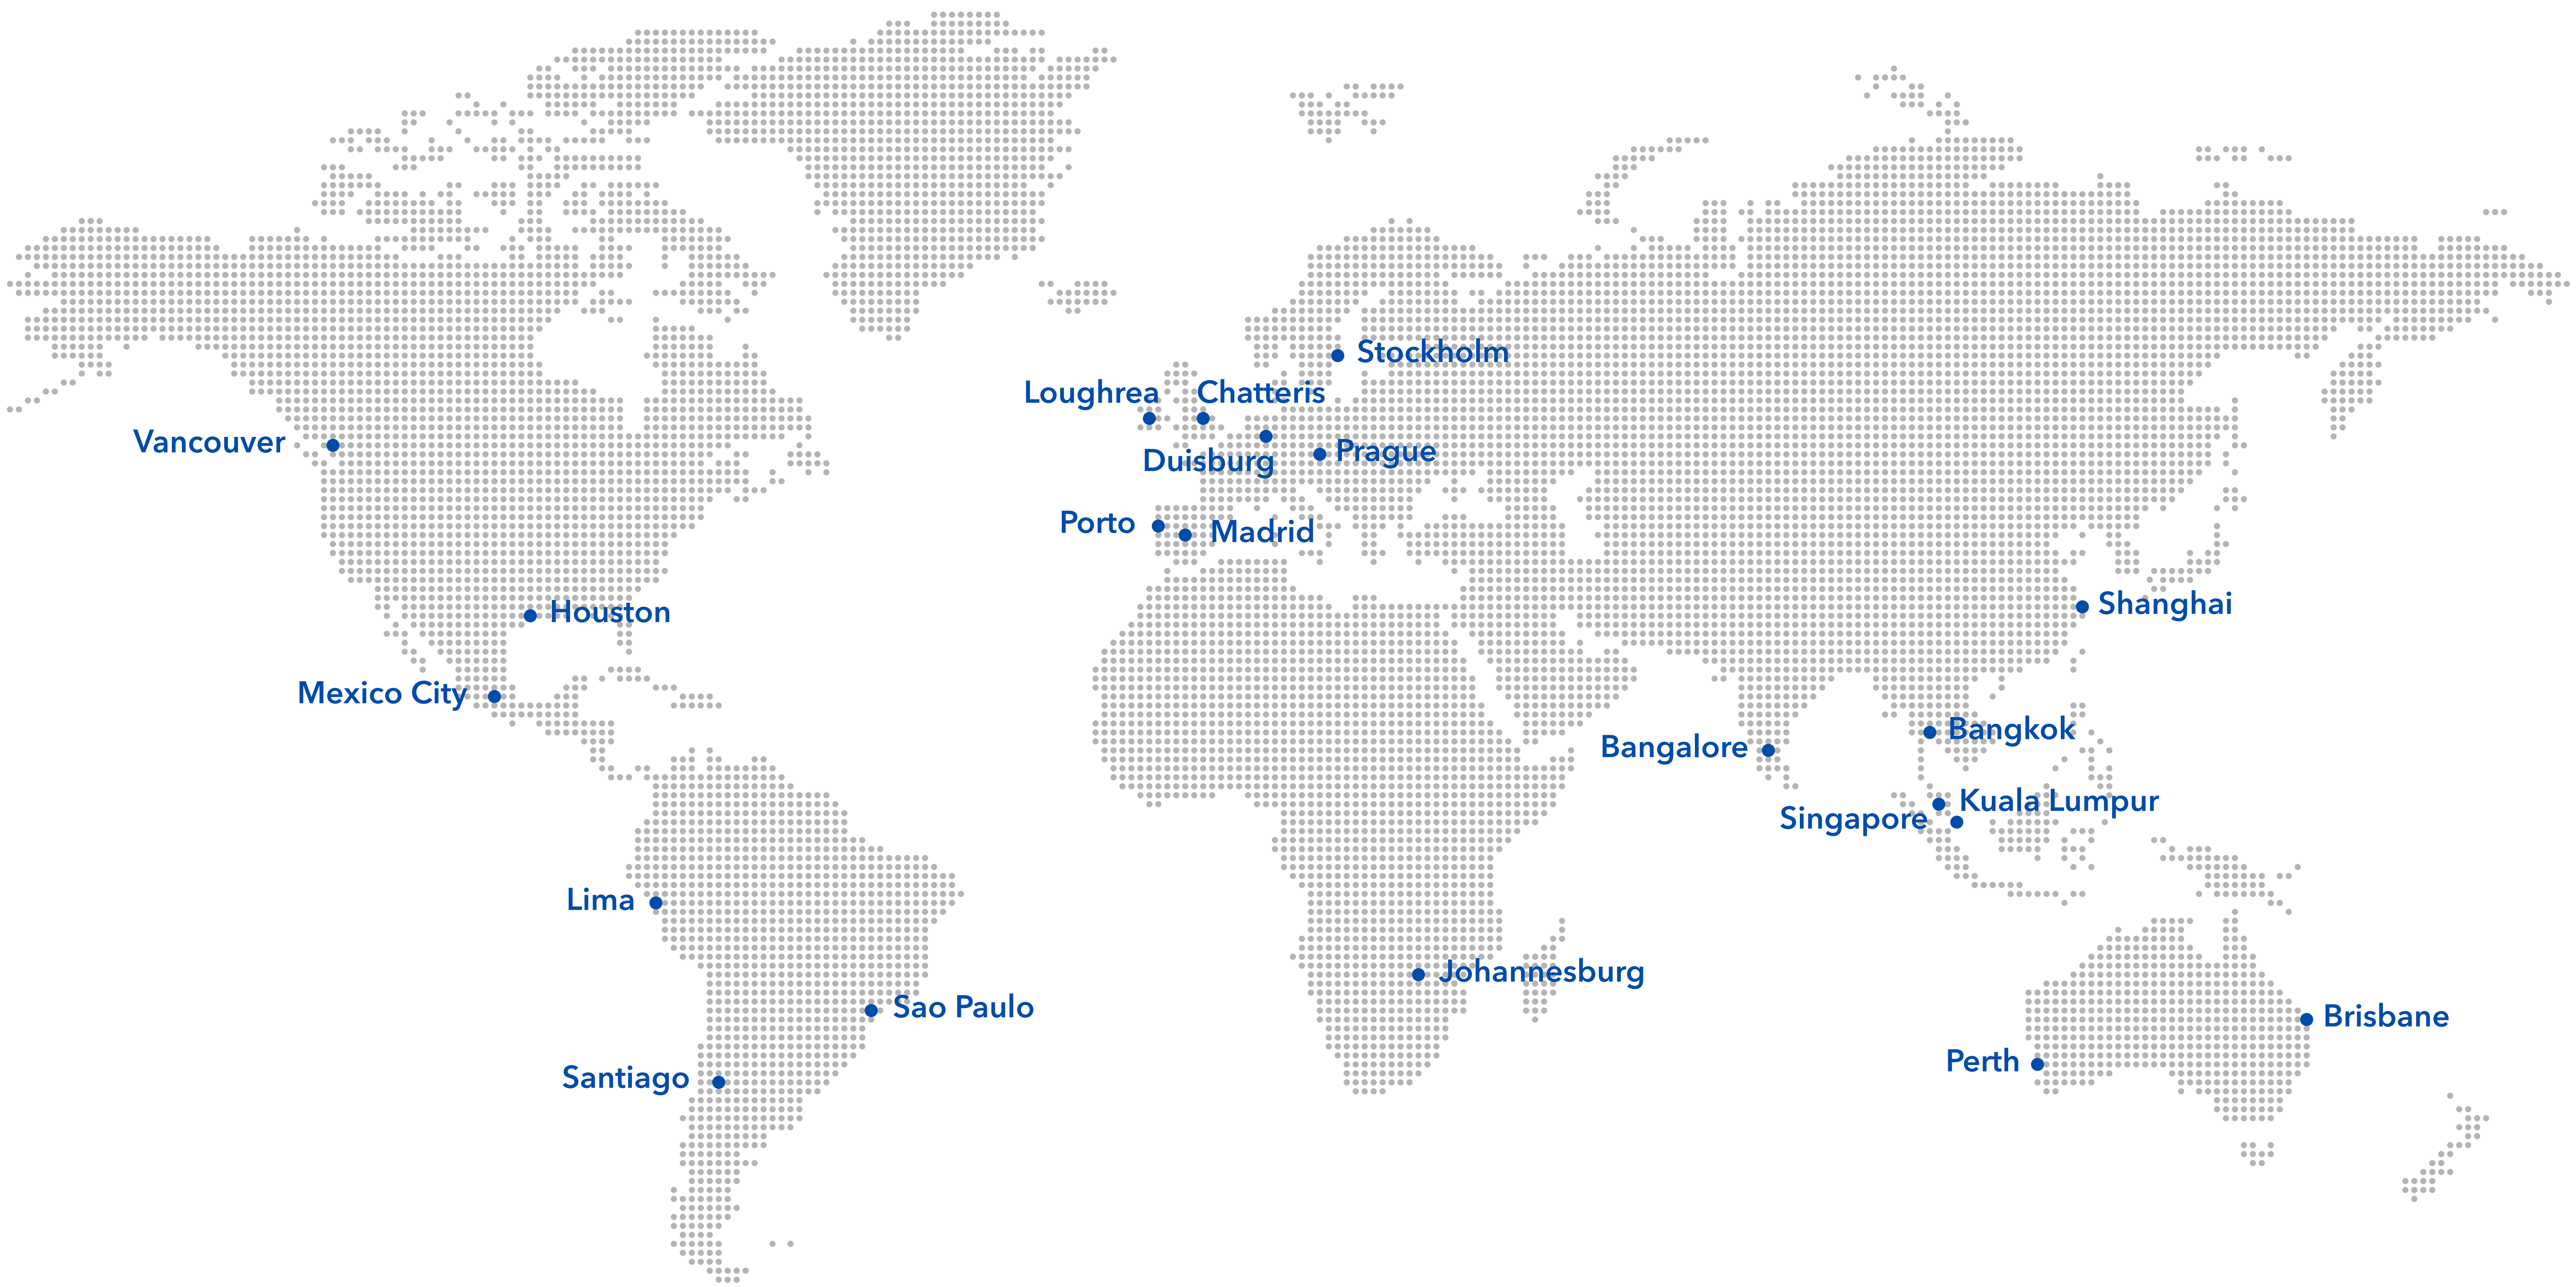 Stockholm
Loughrea
Chatteris
Vancouver
Duisburg
Prague
Porto
Madrid
Houston
Shanghai
Mexico City
Bangkok
Bangalore
Kuala Lumpur
Singapore
Lima
Johannesburg
Sao Paulo
Brisbane
Perth
Santiago